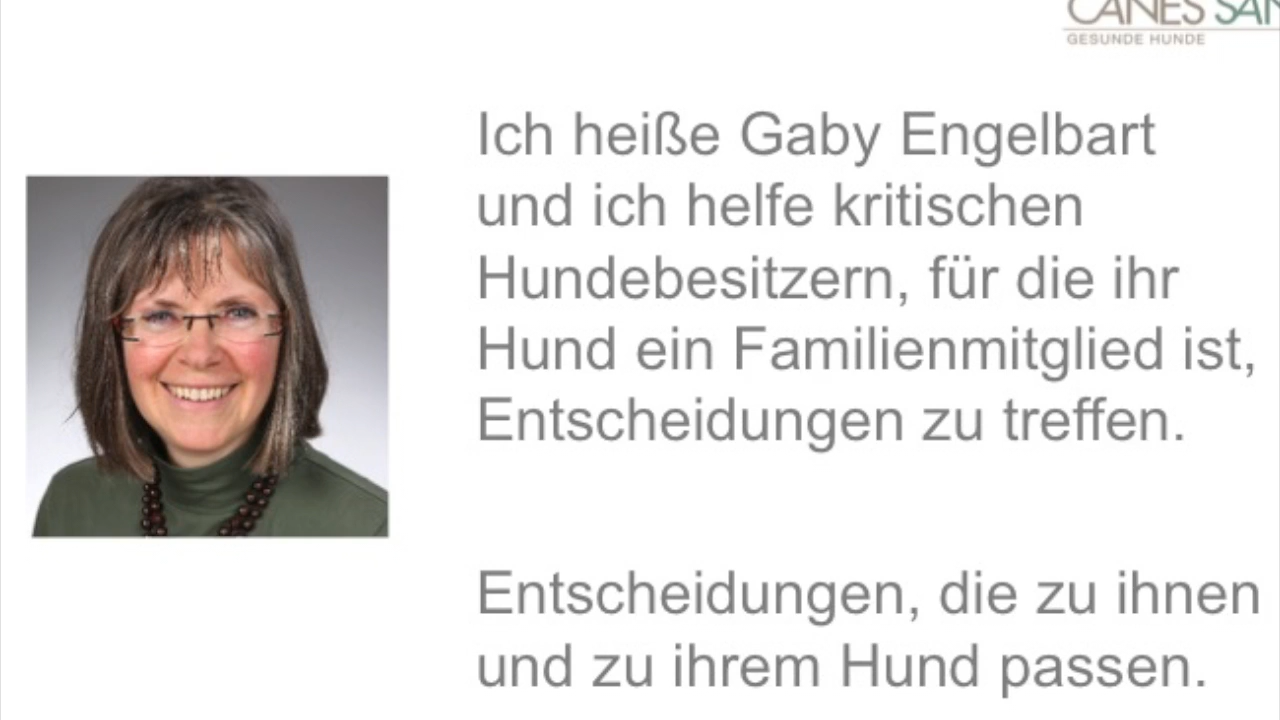 CANES
GESUNDE HUNDE
Ich heiße Gaby Engelbart
und ich helfe kritischen
Hundebesitzern, für die ihr
Hund ein Familienmitglied ist,
Entscheidungen zu treffen.
Entscheidungen, die zu ihnen
und zu ihrem Hund passen.